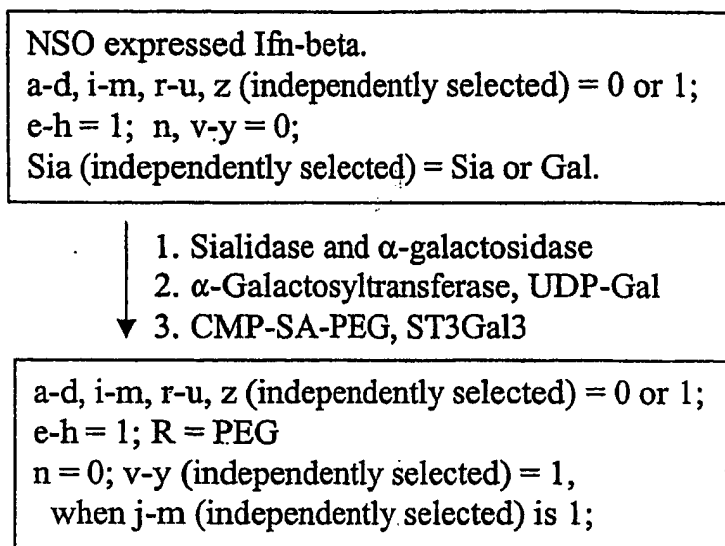 NSO expressed Ifn-beta.
a-d, i-m, r-u, z (independently selected) = 0 or 1;
e-h = 1; n, v-y = 0;
Sia (independently selected) = Sia or Gal.
1. Sialidase and α-galactosidase
2. α-Galactosyltransferase, UDP-Gal
3. CMP-SA-PEG, ST3Gal3
a-d, i-m, r-u, z (independently selected) = 0 or 1;
e-h = 1; R = PEG
n = 0; v-y (independently selected) = 1,
when j-m (independently selected) is 1;